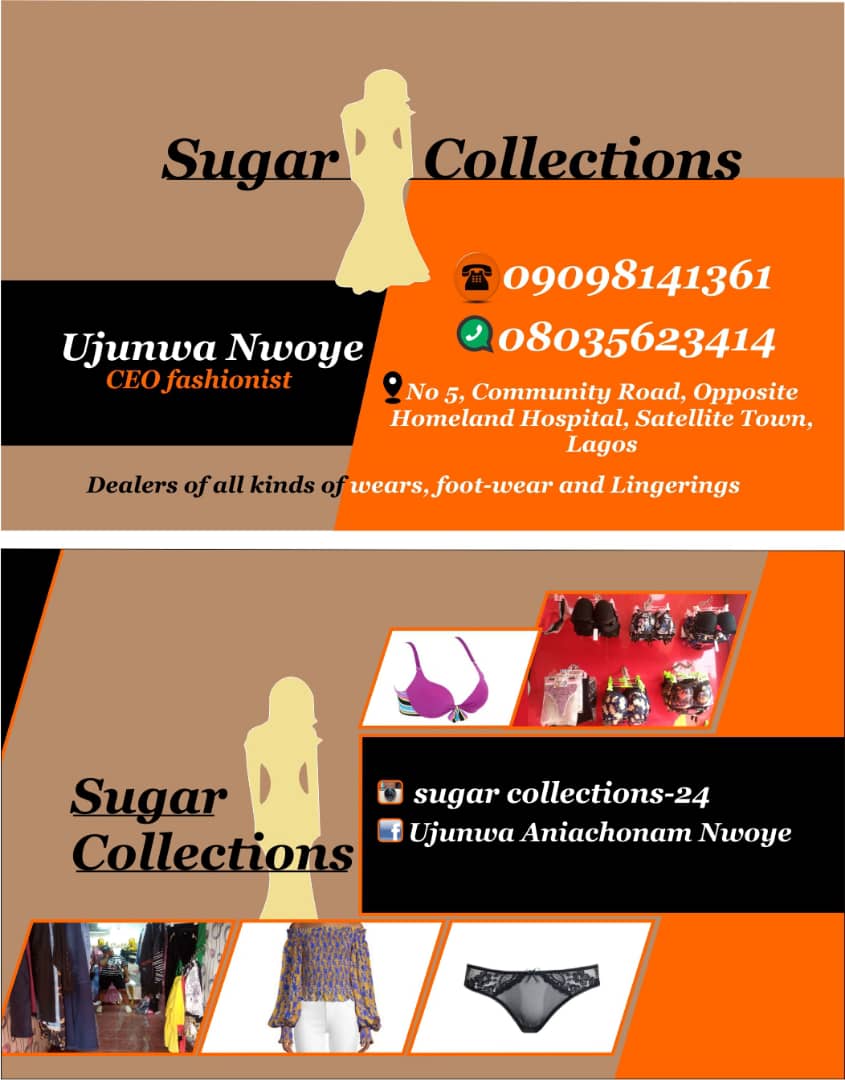 Sugar Collections
09098141361
08035623414
Ujunwa Nwoye
CEO fashionist
No 5, Community Road, Opposite
Homeland Hospital, Satellite Town,
Lagos
Dealers of all kinds of wears, foot-wear and Lingerings
Sugar
Collections
sugar collections-24
Ujunwa Aniachonam Nwoye